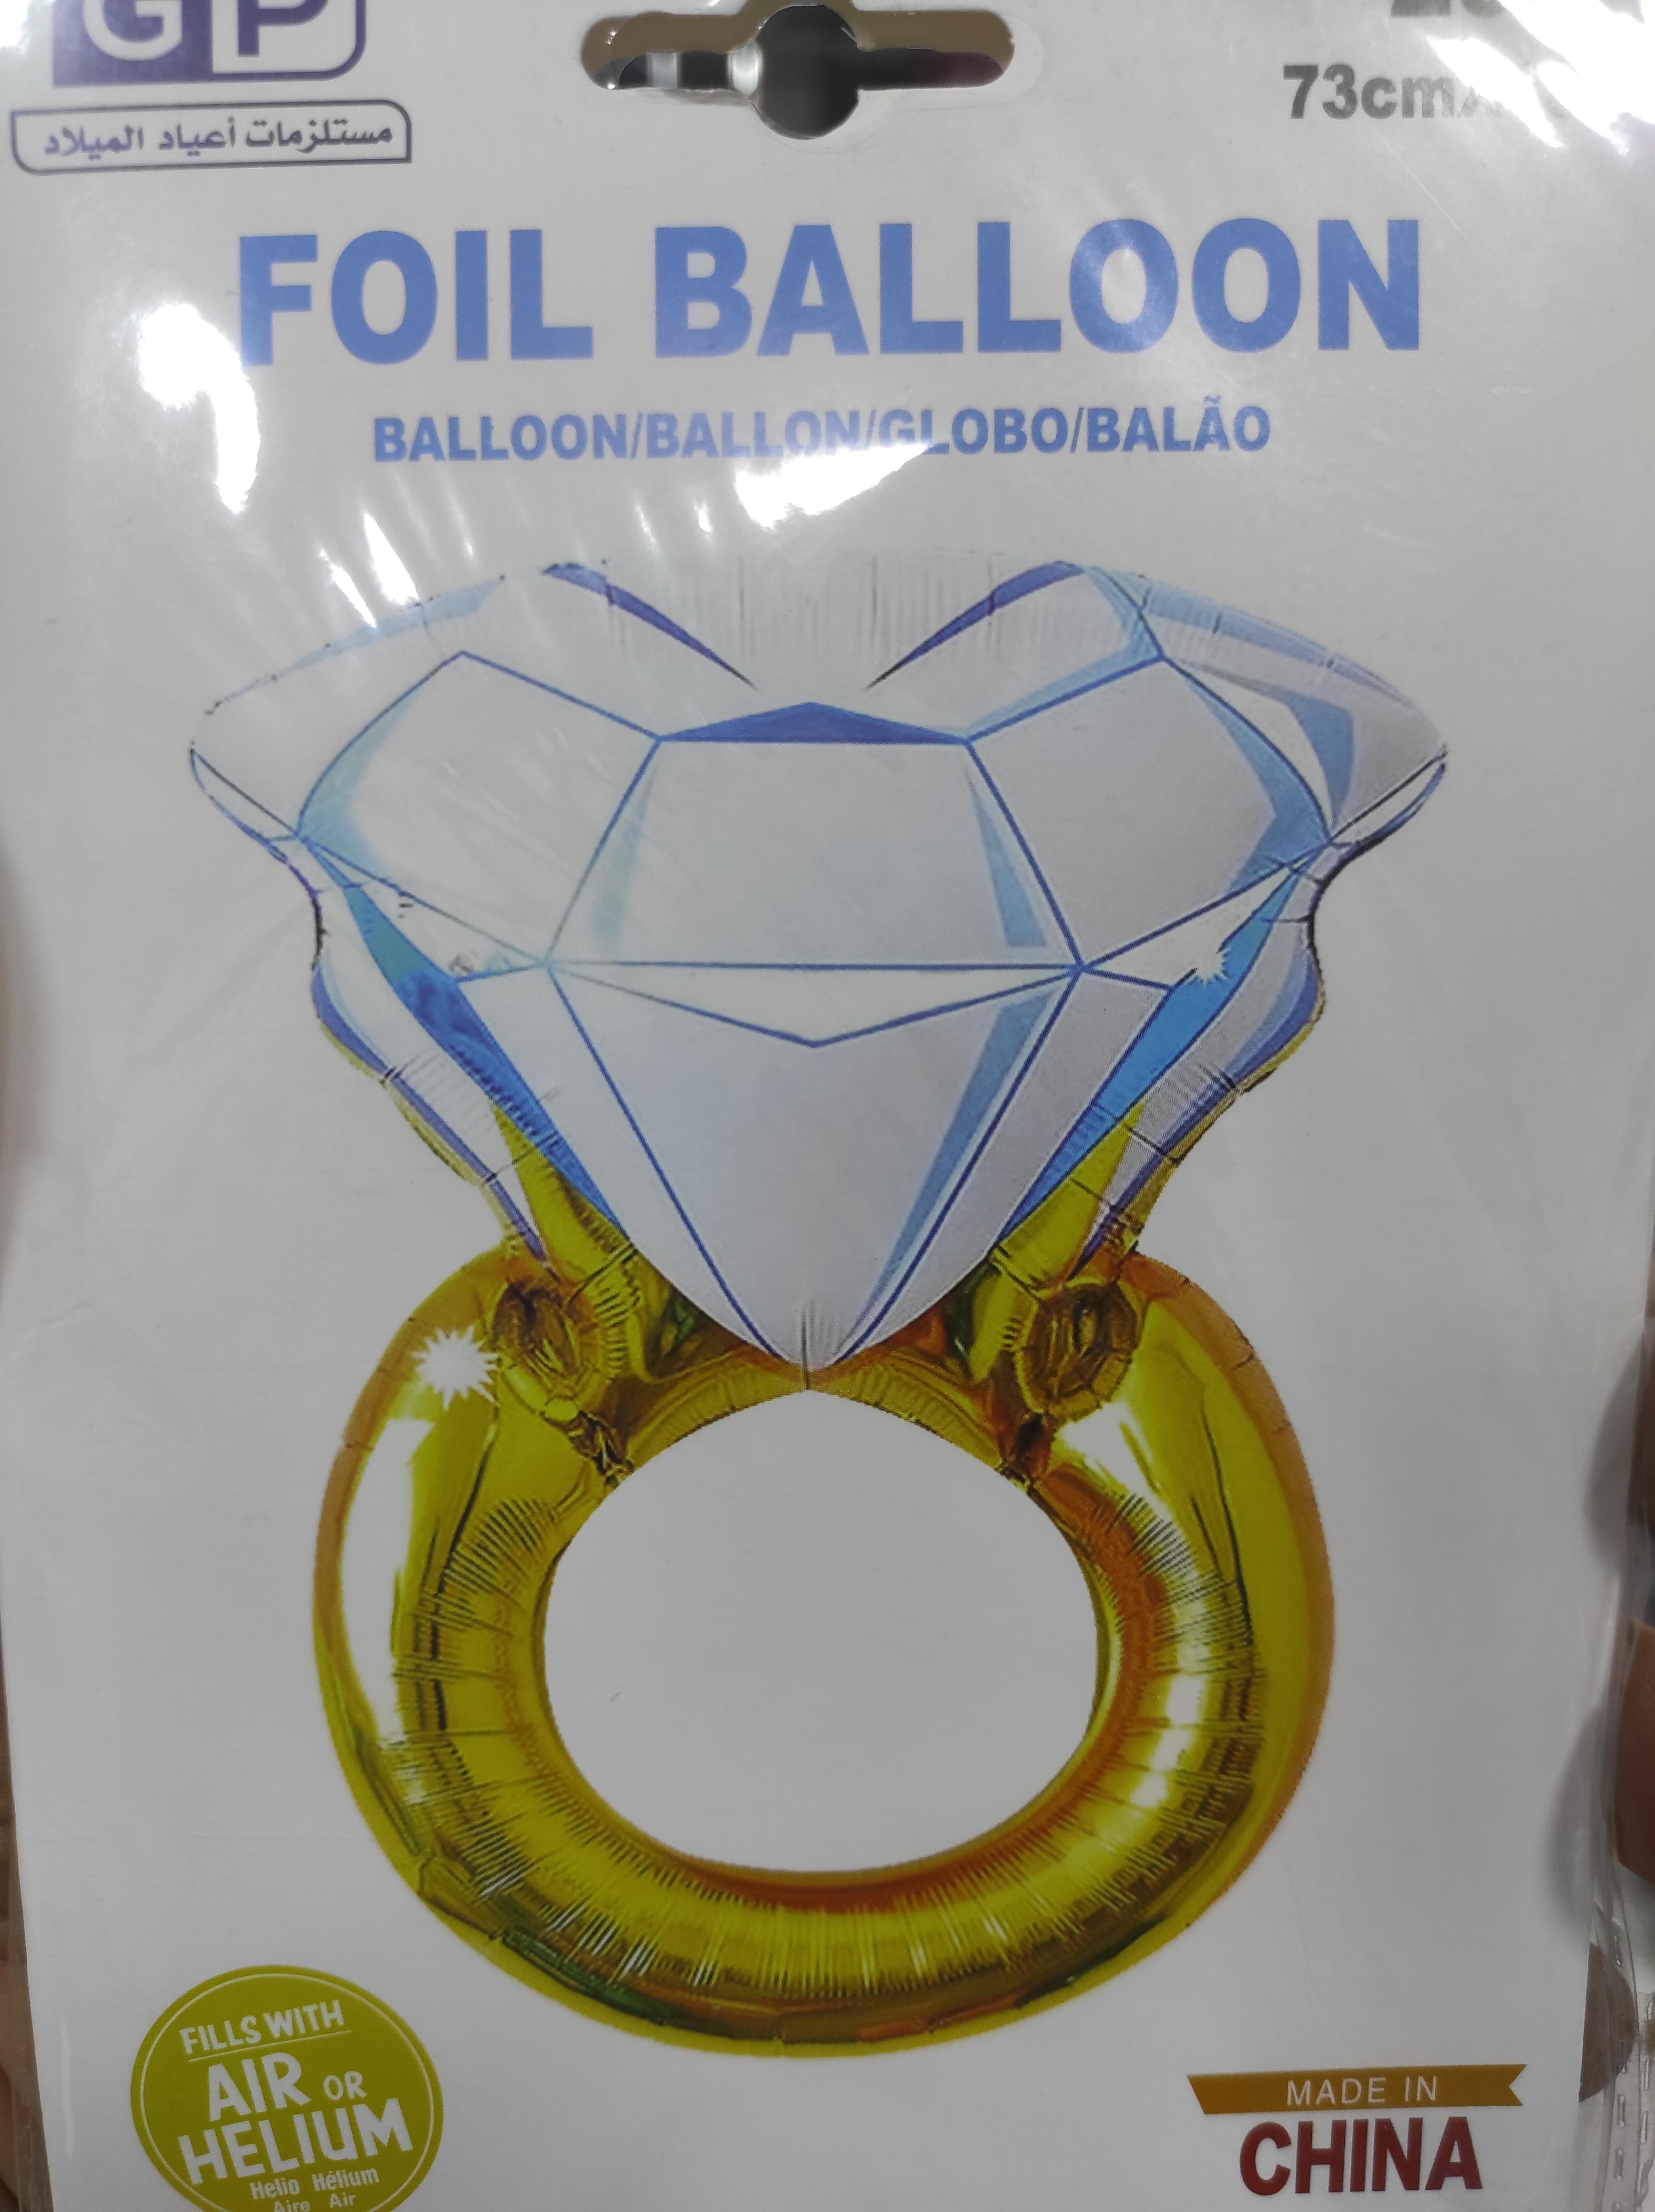 GP
مستلزمات أعياد الميلاد
73cm
FOIL BALLOON
BALLOON/BALLON/GLOBO/BALÃO
FILLS WITH
AIR OR
HELIUM
Helio Hélium
Aire Air
MADE IN
CHINA